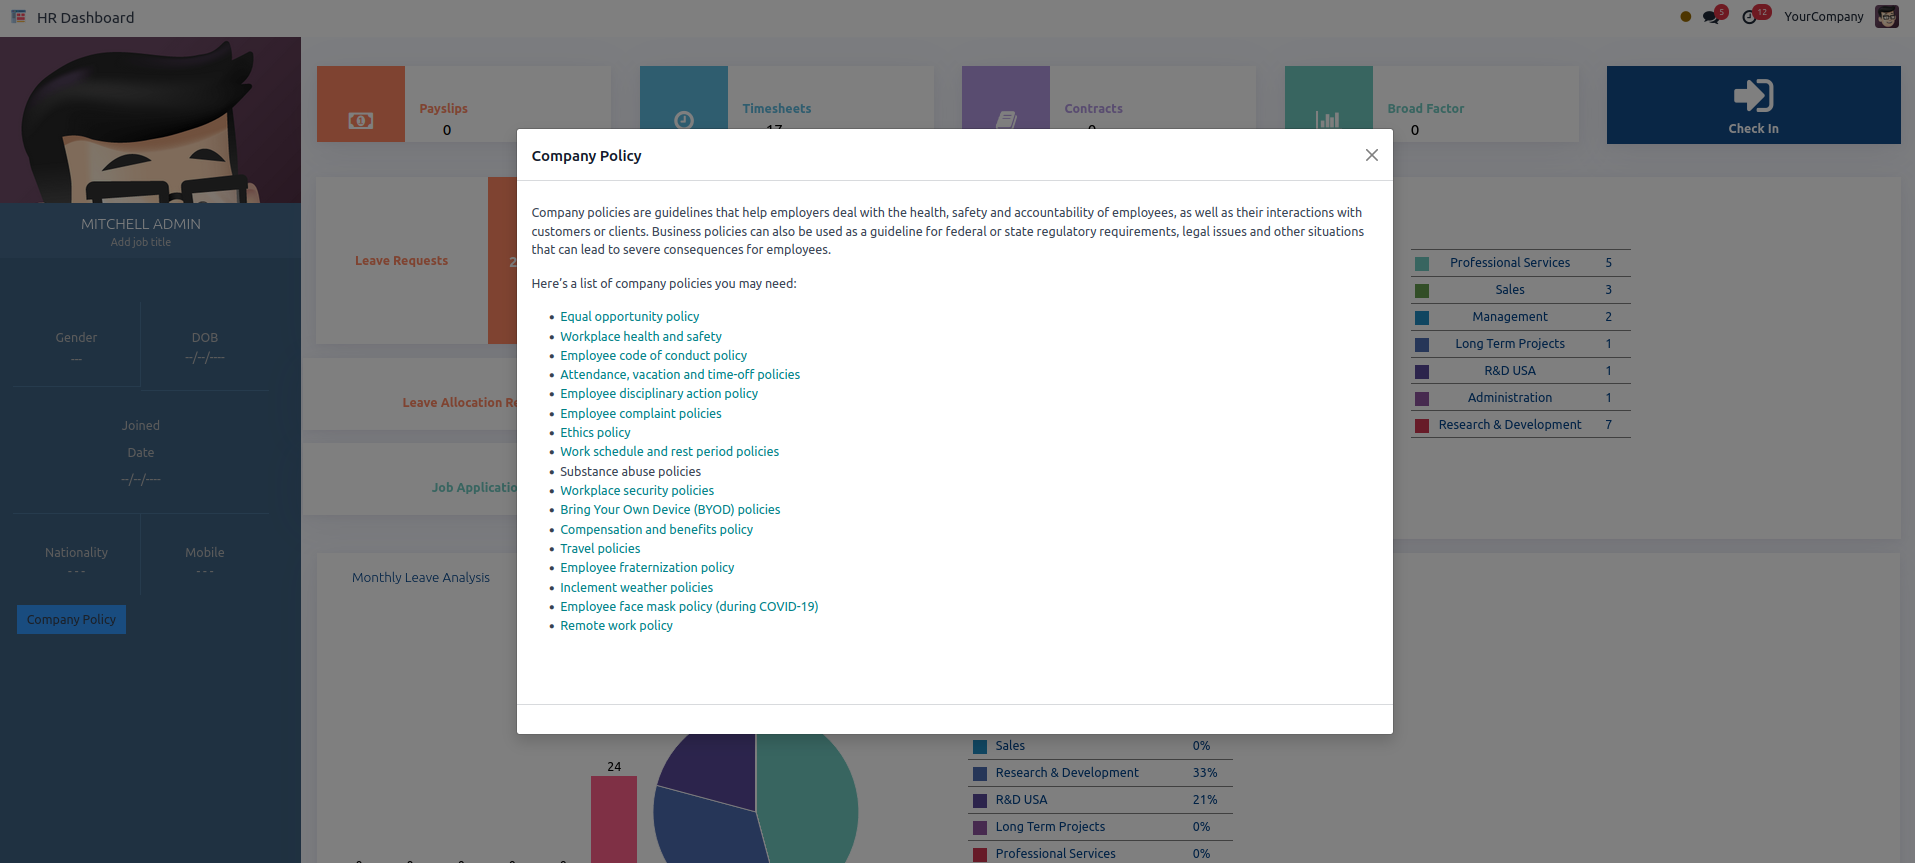 HR Dashboard
5
12
YourCompany
Payslips
0
Timesheets
17
Contracts
Broad Factor
0
Check In
MITCHELL ADMIN
Add job title
Gender
---
DOB
--/--/----
Joined
Date
--/--/----
Nationality
- - -
Mobile
- - -
Company Policy
Leave Requests
2
Leave Allocation Re
Job Applicatio
Monthly Leave Analysis
Company Policy
Company policies are guidelines that help employers deal with the health, safety and accountability of employees, as well as their interactions with
customers or clients. Business policies can also be used as a guideline for federal or state regulatory requirements, legal issues and other situations
that can lead to severe consequences for employees.
Here's a list of company policies you may need:
• Equal opportunity policy
• Workplace health and safety
• Employee code of conduct policy
• Attendance, vacation and time-off policies
• Employee disciplinary action policy
• Employee complaint policies
• Ethics policy
• Work schedule and rest period policies
• Substance abuse policies
• Workplace security policies
• Bring Your Own Device (BYOD) policies
• Compensation and benefits policy
• Travel policies
• Employee fraternization policy
• Inclement weather policies
• Employee face mask policy (during COVID-19)
• Remote work policy
Professional Services 5
Sales 3
Management 2
Long Term Projects 1
R&D USA 1
Administration 1
Research & Development 7
24
Sales 0%
Research & Development 33%
R&D USA 21%
Long Term Projects 0%
Professional Services 0%